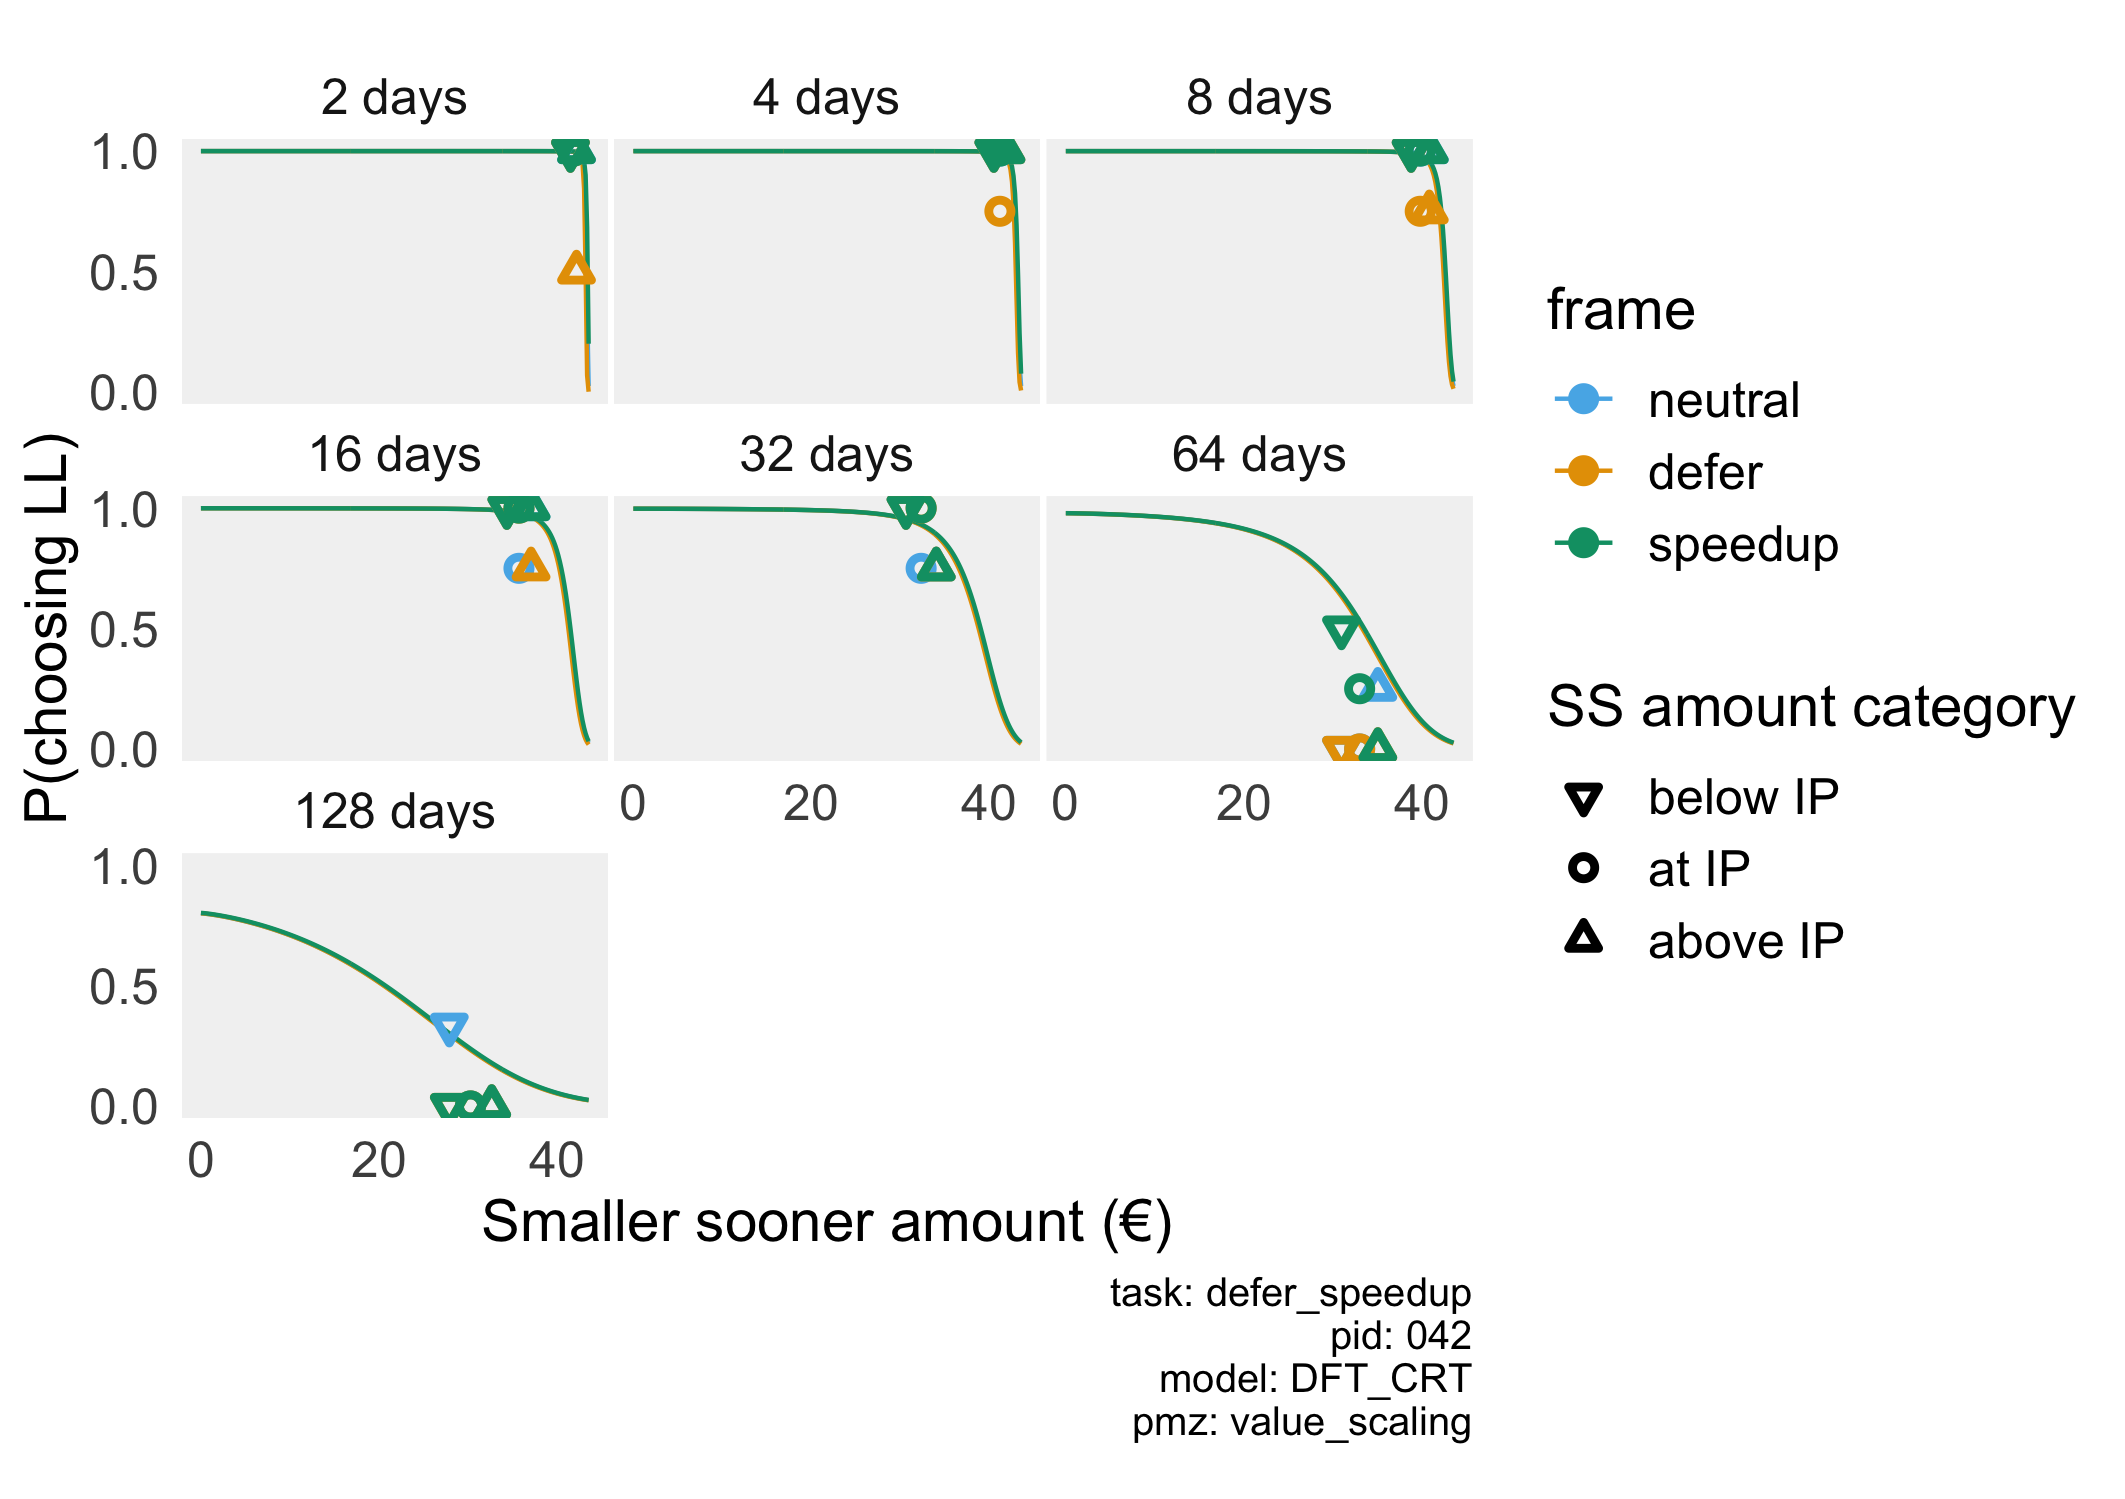 2 days
4 days
8 days
1.0
0.5
0.0
16 days
32 days
64 days
1.0
0.5
0.0
0
20
40
0
20
40
128 days
1.0
0.5
0.0
0
20
40
P(choosing LL)
Smaller sooner amount (€)
frame
neutral
defer
speedup
SS amount category
below IP
at IP
above IP
task: defer_speedup
pid: 042
model: DFT_CRT
pmz: value_scaling